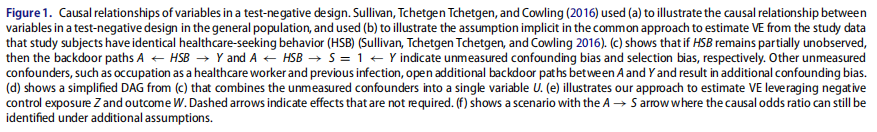 Figure 1. Causal relationships of variables in a test-negative design. Sullivan, Tchetgen Tchetgen, and Cowling (2016) used (a) to illustrate the causal relationship between
variables in a test-negative design in the general population, and used (b) to illustrate the assumption implicit in the common approach to estimate VE from the study data
that study subjects have identical healthcare-seeking behavior (HSB) (Sullivan, Tchetgen Tchetgen, and Cowling 2016). (c) shows that if HSB remains partially unobserved,
then the backdoor paths A ← HSB → Y and A ← HSB → S = 1 ← Y indicate unmeasured confounding bias and selection bias, respectively. Other unmeasured
confounders, such as occupation as a healthcare worker and previous infection, open additional backdoor paths between A and Y and result in additional confounding bias.
(d) shows a simplified DAG from (c) that combines the unmeasured confounders into a single variable U. (e) illustrates our approach to estimate VE leveraging negative
control exposure Z and outcome W. Dashed arrows indicate effects that are not required. (f) shows a scenario with the A → S arrow where the causal odds ratio can still be
identified under additional assumptions.